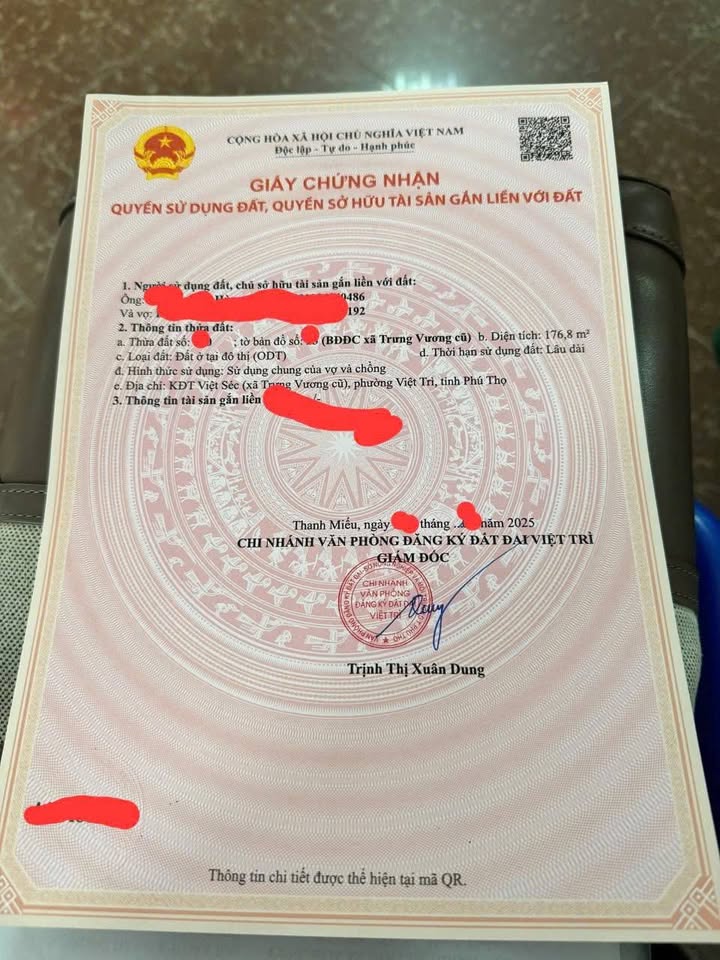 CỘNG HÒA XÃ HỘI CHỦ NGHĨA VIỆT NAM
Độc lập - Tự do - Hạnh phúc
GIẤY CHỨNG NHẬN
QUYỀN SỬ DỤNG ĐẤT, QUYỀN SỞ HỮU TÀI SẢN GẮN LIỀN VỚI ĐẤT
1. Người sử dụng đất, chủ sở hữu tài sản gắn liền với đất:
Ông: 0486
Và vợ: 192
2. Thông tin thửa đất:
a. Thửa đất số: ; tờ bản đồ số: (BĐĐC xã Trưng Vương cũ) b. Diện tích: 176,8 m²
c. Loại đất: Đất ở tại đô thị (ODT) d. Thời hạn sử dụng đất: Lâu dài
đ. Hình thức sử dụng: Sử dụng chung của vợ và chồng
e. Địa chỉ: KĐT Việt Séc (xã Trưng Vương cũ), phường Việt Trì, tỉnh Phú Thọ
3. Thông tin tài sản gắn liền /-
Thanh Miếu, ngày tháng năm 2025
CHI NHÁNH VĂN PHÒNG ĐĂNG KÝ ĐẤT ĐAI VIỆT TRÌ
GIÁM ĐỐC
CHI NHÁNH
VĂN PHÒNG
ĐĂNG KÝ ĐẤT Đ
VIỆT TRÌ
Trịnh Thị Xuân Dung
Thông tin chi tiết được thể hiện tại mã QR.